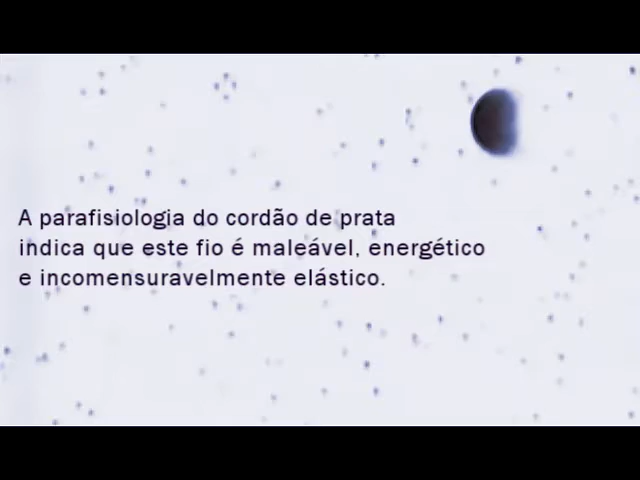 A parafisiologia do cordão de prata
indica que este fio é maleável, energético
e incomensuravelmente elástico.